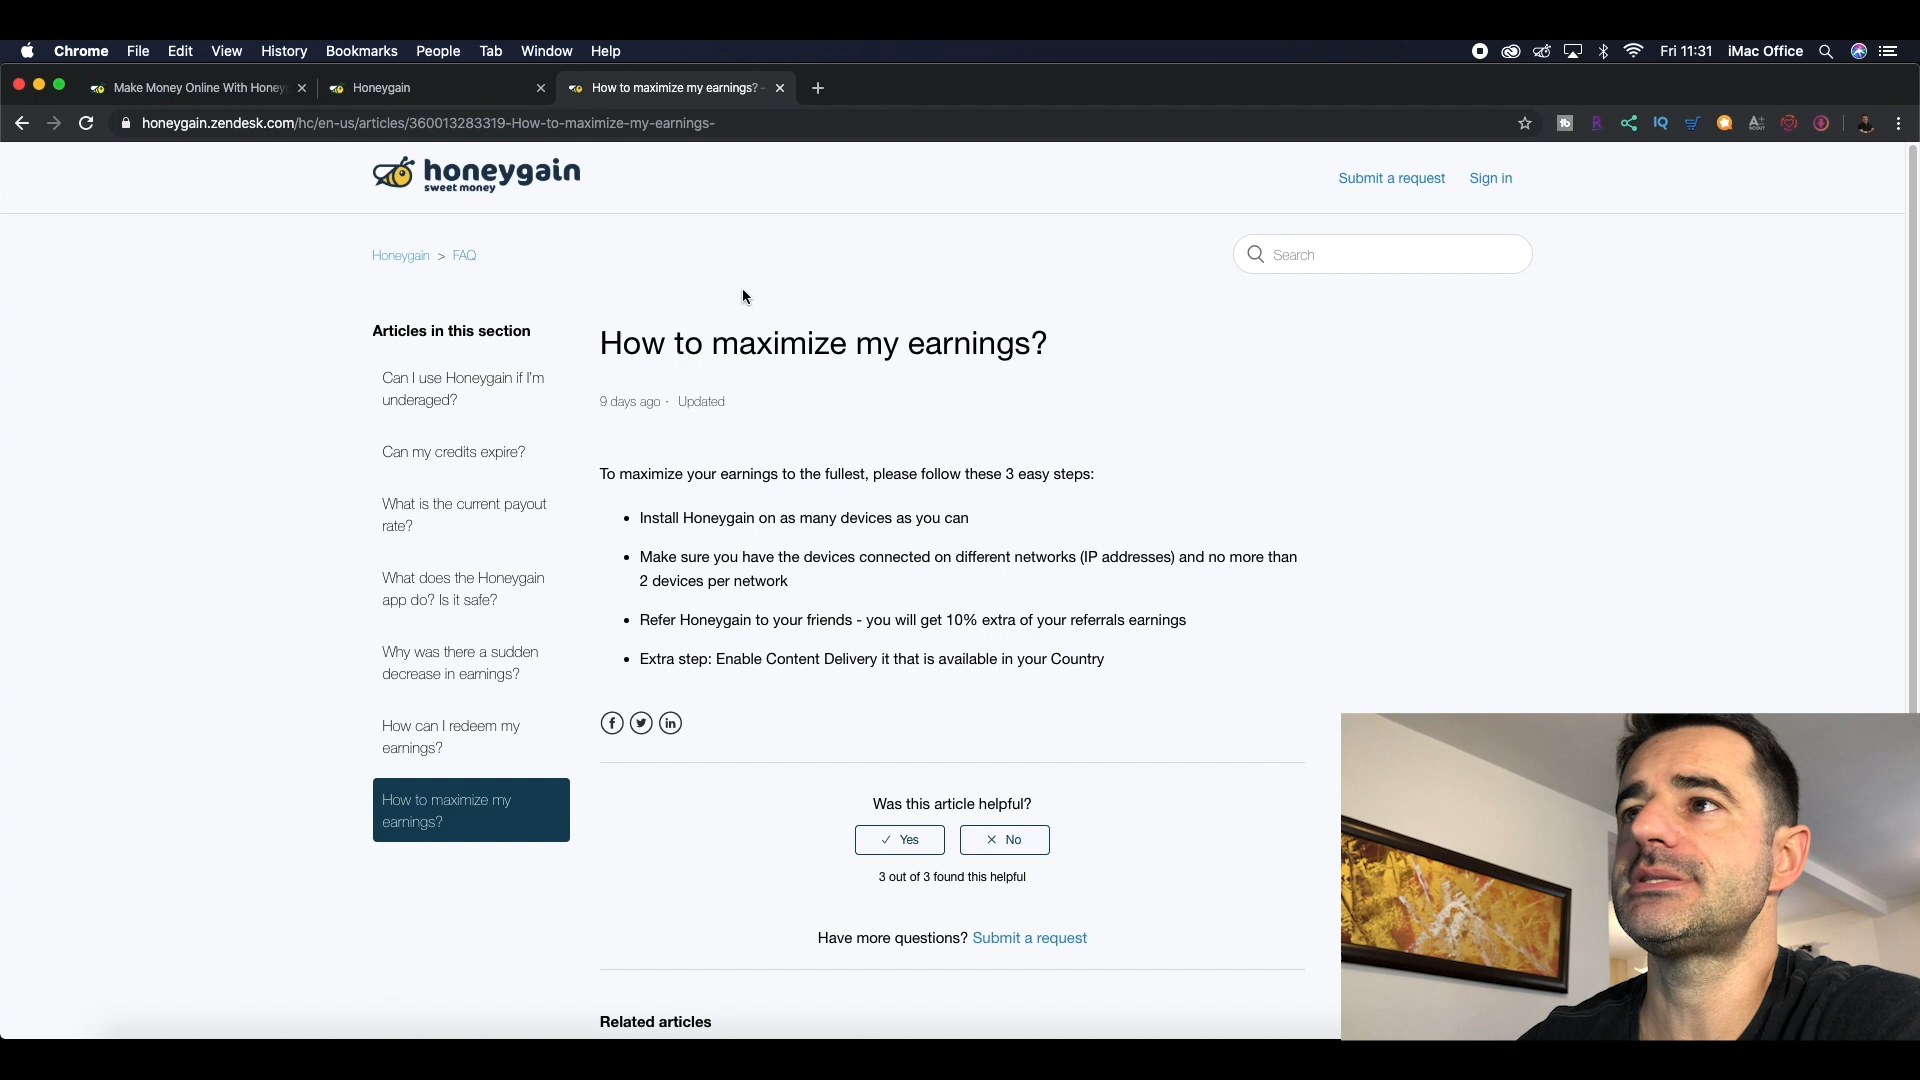 Chrome File Edit View History Bookmarks People Tab Window Help
Fri 11:31 iMac Office
Make Money Online With Honey
Honeygain
How to maximize my earnings? -
honeygain.zendesk.com/hc/en-us/articles/360013283319-How-to-maximize-my-earnings-
honeygain
sweet money
Submit a request
Sign in
Honeygain > FAQ
Search
Articles in this section
Can I use Honeygain if I'm
underaged?
Can my credits expire?
What is the current payout
rate?
What does the Honeygain
app do? Is it safe?
Why was there a sudden
decrease in earnings?
How can I redeem my
earnings?
How to maximize my
earnings?
How to maximize my earnings?
9 days ago · Updated
To maximize your earnings to the fullest, please follow these 3 easy steps:
• Install Honeygain on as many devices as you can
• Make sure you have the devices connected on different networks (IP addresses) and no more than
2 devices per network
• Refer Honeygain to your friends - you will get 10% extra of your referrals earnings
• Extra step: Enable Content Delivery it that is available in your Country
Was this article helpful?
✓ Yes
✕ No
3 out of 3 found this helpful
Have more questions? Submit a request
Related articles